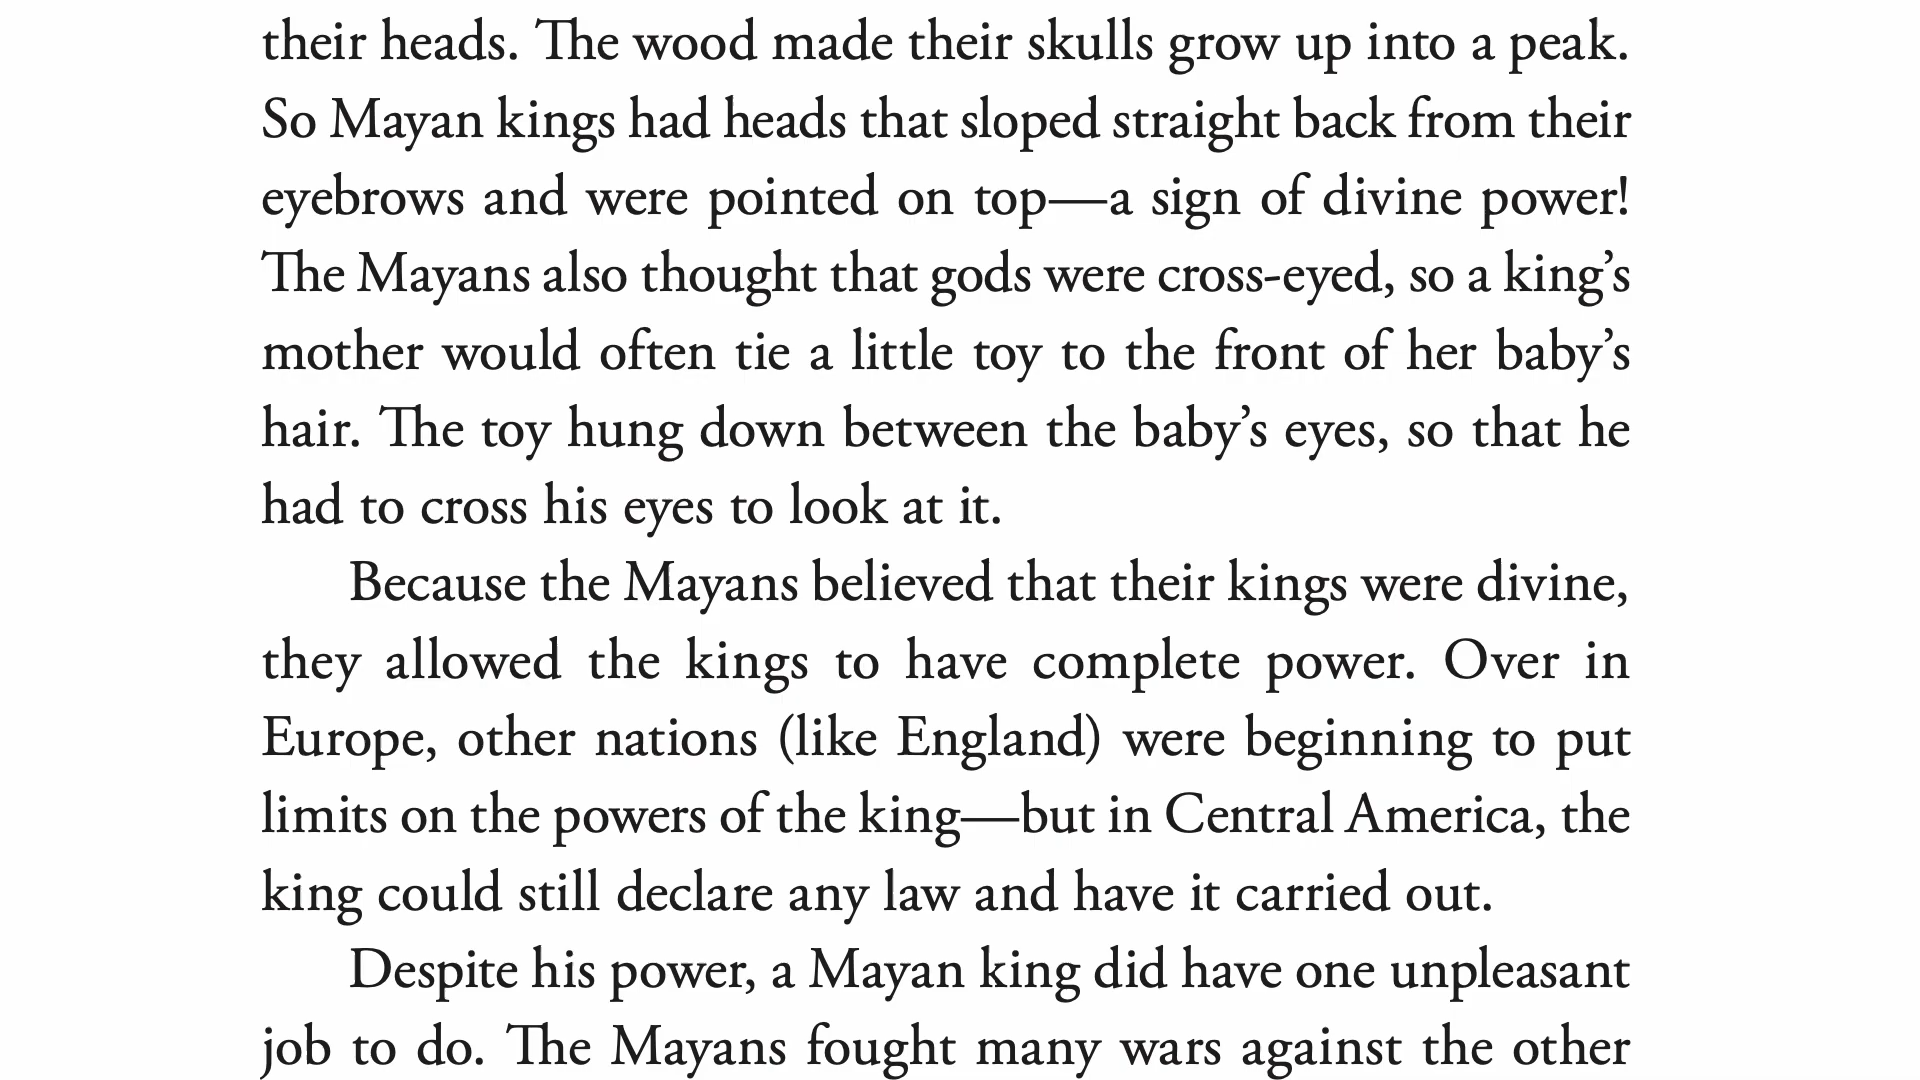 their heads. The wood made their skulls grow up into a peak.
So Mayan kings had heads that sloped straight back from their
eyebrows and were pointed on top—a sign of divine power!
The Mayans also thought that gods were cross-eyed, so a king’s
mother would often tie a little toy to the front of her baby’s
hair. The toy hung down between the baby’s eyes, so that he
had to cross his eyes to look at it.
Because the Mayans believed that their kings were divine,
they allowed the kings to have complete power. Over in
Europe, other nations (like England) were beginning to put
limits on the powers of the king—but in Central America, the
king could still declare any law and have it carried out.
Despite his power, a Mayan king did have one unpleasant
job to do. The Mayans fought many wars against the other